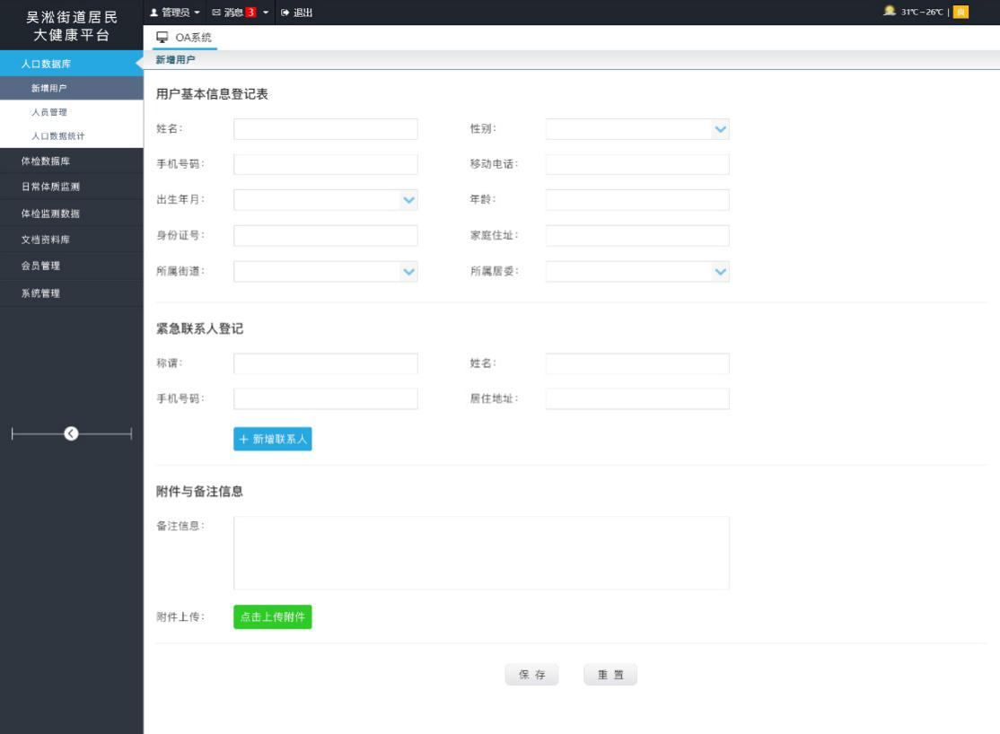 吴淞街道居民
大健康平台
管理员 消息 3 退出
31℃~26℃ | 良
OA系统
新增用户
人口数据库
新增用户
人员管理
人口数据统计
体检数据库
日常体质监测
体检监测数据
文档资料库
会员管理
系统管理
用户基本信息登记表
姓名： 性别：
手机号码： 移动电话：
出生年月： 年龄：
身份证号： 家庭住址：
所属街道： 所属居委：
紧急联系人登记
称谓： 姓名：
手机号码： 居住地址：
+ 新增联系人
附件与备注信息
备注信息：
附件上传： 点击上传附件
保 存 重 置